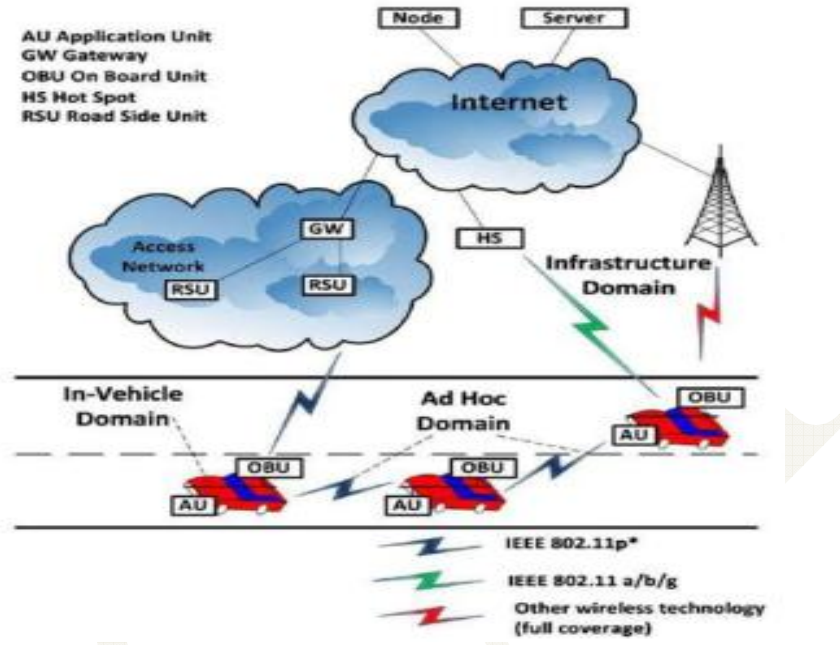 Node
Server
AU Application Unit
GW Gateway
OBU On Board Unit
HS Hot Spot
RSU Road Side Unit
Internet
GW
Access
Network
RSU
RSU
HS
Infrastructure
Domain
In-Vehicle
Domain
Ad Hoc
Domain
OBU
AU
OBU
AU
OBU
AU
IEEE 802.11p*
IEEE 802.11 a/b/g
Other wireless technology
(full coverage)